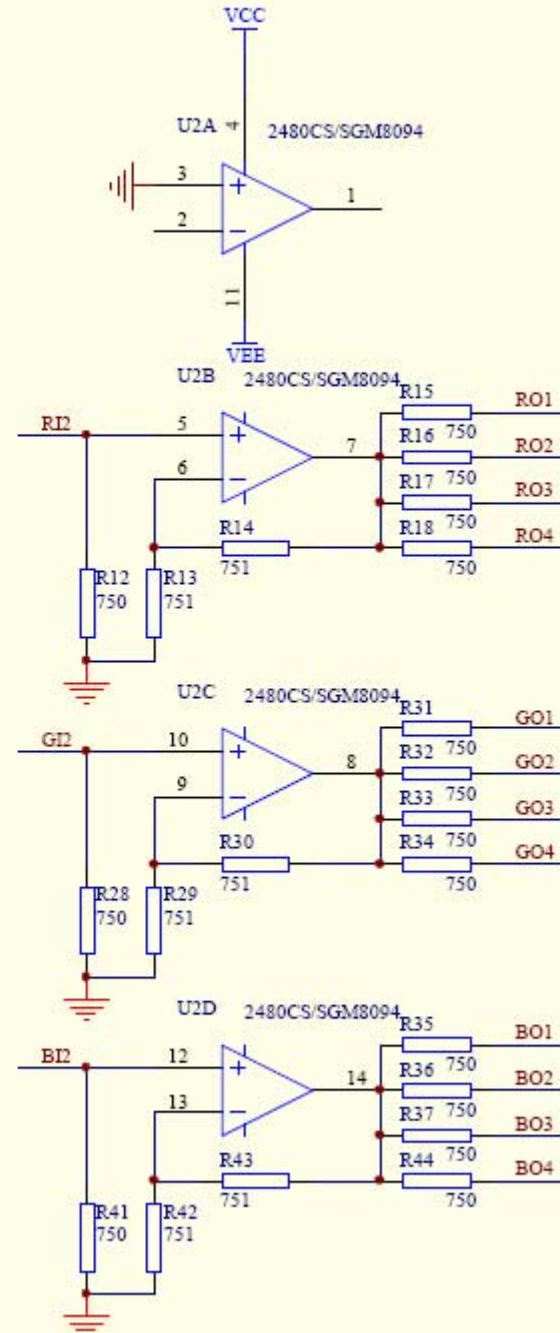 VCC
U2A 4 2480CS/SGM8094
3 + 1
2 −
11
VEE
U2B 2480CS/SGM8094
R15 RO1
RI2 5 + 7 R16 750 RO2
6 − R17 750 RO3
R14 R18 750 RO4
751 750
R12 R13
750 751
U2C 2480CS/SGM8094
R31 GO1
GI2 10 + 8 R32 750 GO2
9 − R33 750 GO3
R30 R34 750 GO4
751 750
R28 R29
750 751
U2D 2480CS/SGM8094
R35 BO1
BI2 12 + 14 R36 750 BO2
13 − R37 750 BO3
R43 R44 750 BO4
751 750
R41 R42
750 751